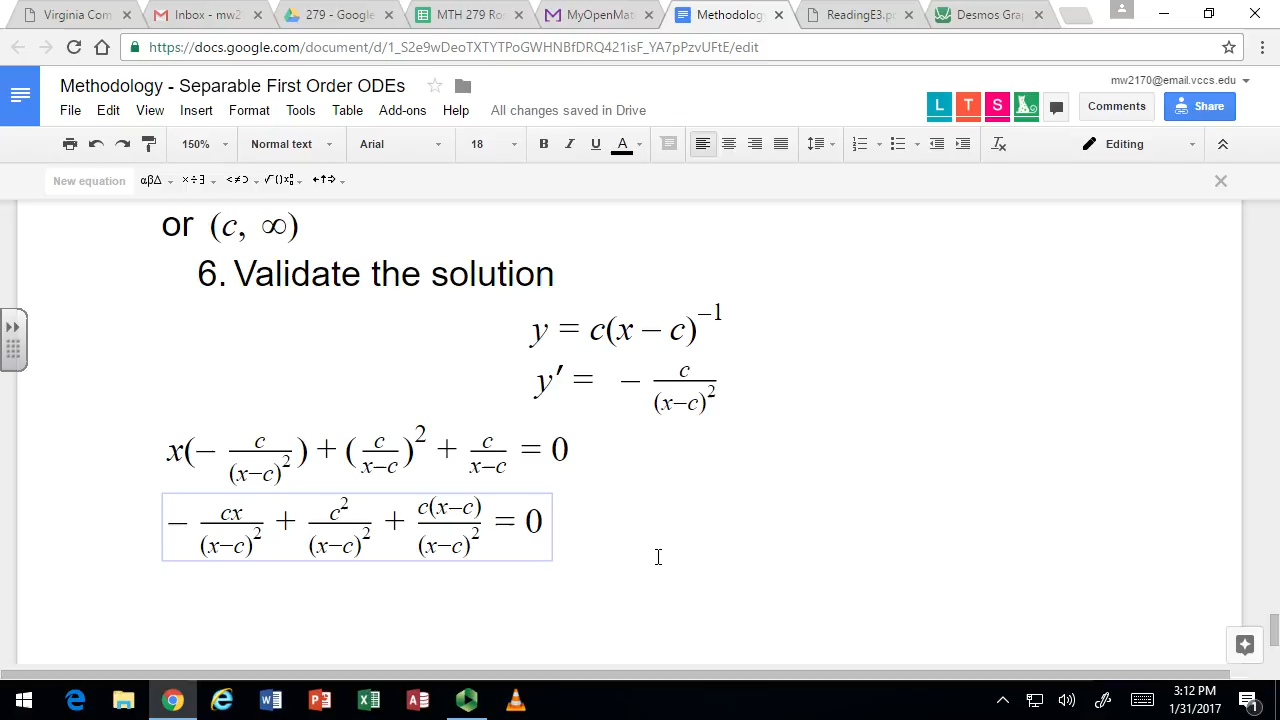 Virginia Com
Inbox - mw2
279 - Google
MTH 279 Ro
MyOpenMat
Methodolog
ReadingE3.p
Desmos Gra
https://docs.google.com/document/d/1_S2e9wDeoTXTYTPoGWHNBfDRQ421isF_YA7pPzvUFtE/edit
Methodology - Separable First Order ODEs
mw2170@email.vccs.edu
File Edit View Insert Format Tools Table Add-ons Help All changes saved in Drive
L T S Comments Share
150% Normal text Arial 18 B I U A Editing
New equation αβΔ ×÷∃ <≠⊃
or (c, ∞)
6. Validate the solution
y = c(x − c)^−1
y′ = − c/(x−c)^2
x(− c/(x−c)^2) + (c/(x−c))^2 + c/(x−c) = 0
− cx/(x−c)^2 + c^2/(x−c)^2 + c(x−c)/(x−c)^2 = 0
3:12 PM
1/31/2017